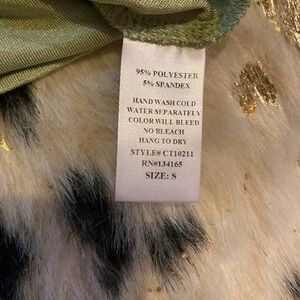 95% POLYESTER
5% SPANDEX
HAND WASH COLD
WATER SEPARATELY
COLOR WILL BLEED
NO BLEACH
HANG TO DRY
STYLE# CT10211
RN#134165
SIZE: S